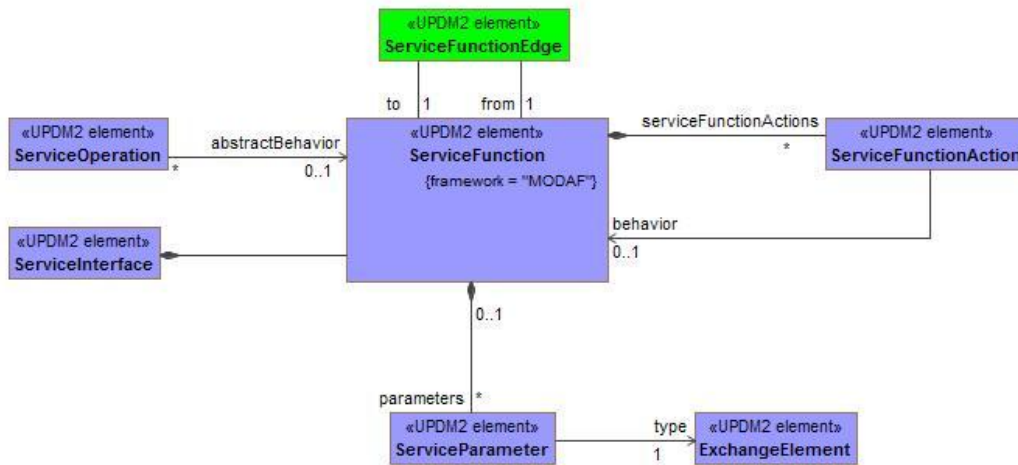 «UPDM2 element»
ServiceFunctionEdge
to 1 from 1
«UPDM2 element»
ServiceOperation
abstractBehavior
* 0..1
«UPDM2 element»
ServiceFunction
{framework = "MODAF"}
serviceFunctionActions
*
«UPDM2 element»
ServiceFunctionAction
behavior
0..1
«UPDM2 element»
ServiceInterface
0..1
parameters *
«UPDM2 element»
ServiceParameter
type
1
«UPDM2 element»
ExchangeElement